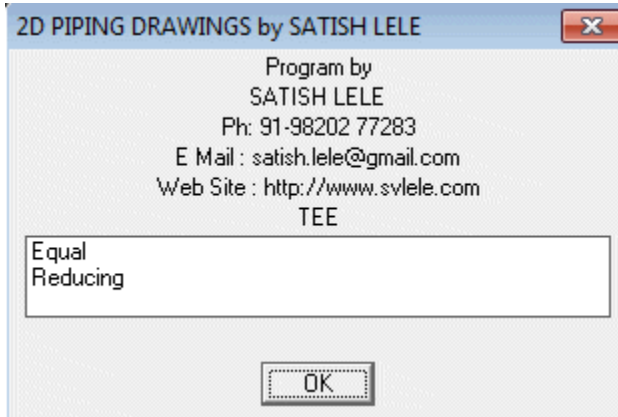 2D PIPING DRAWINGS by SATISH LELE
Program by
SATISH LELE
Ph: 91-98202 77283
E Mail : satish.lele@gmail.com
Web Site : http://www.svlele.com
TEE
Equal
Reducing
OK